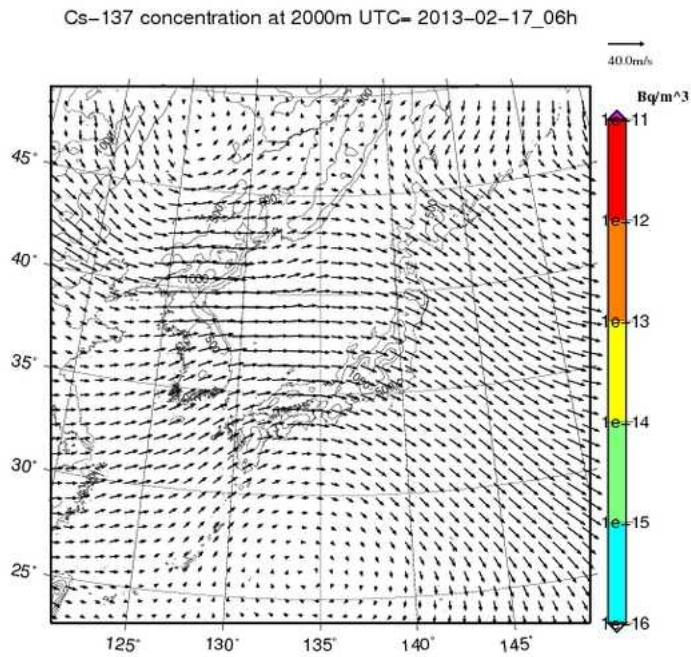 Cs-137 concentration at 2000m UTC= 2013-02-17_06h
40.0m/s
Bq/m^3
1e-11
45°
1e-12
40°
1000
1e-13
35°
1e-14
30°
1e-15
25°
1e-16
125° 130° 135° 140° 145°